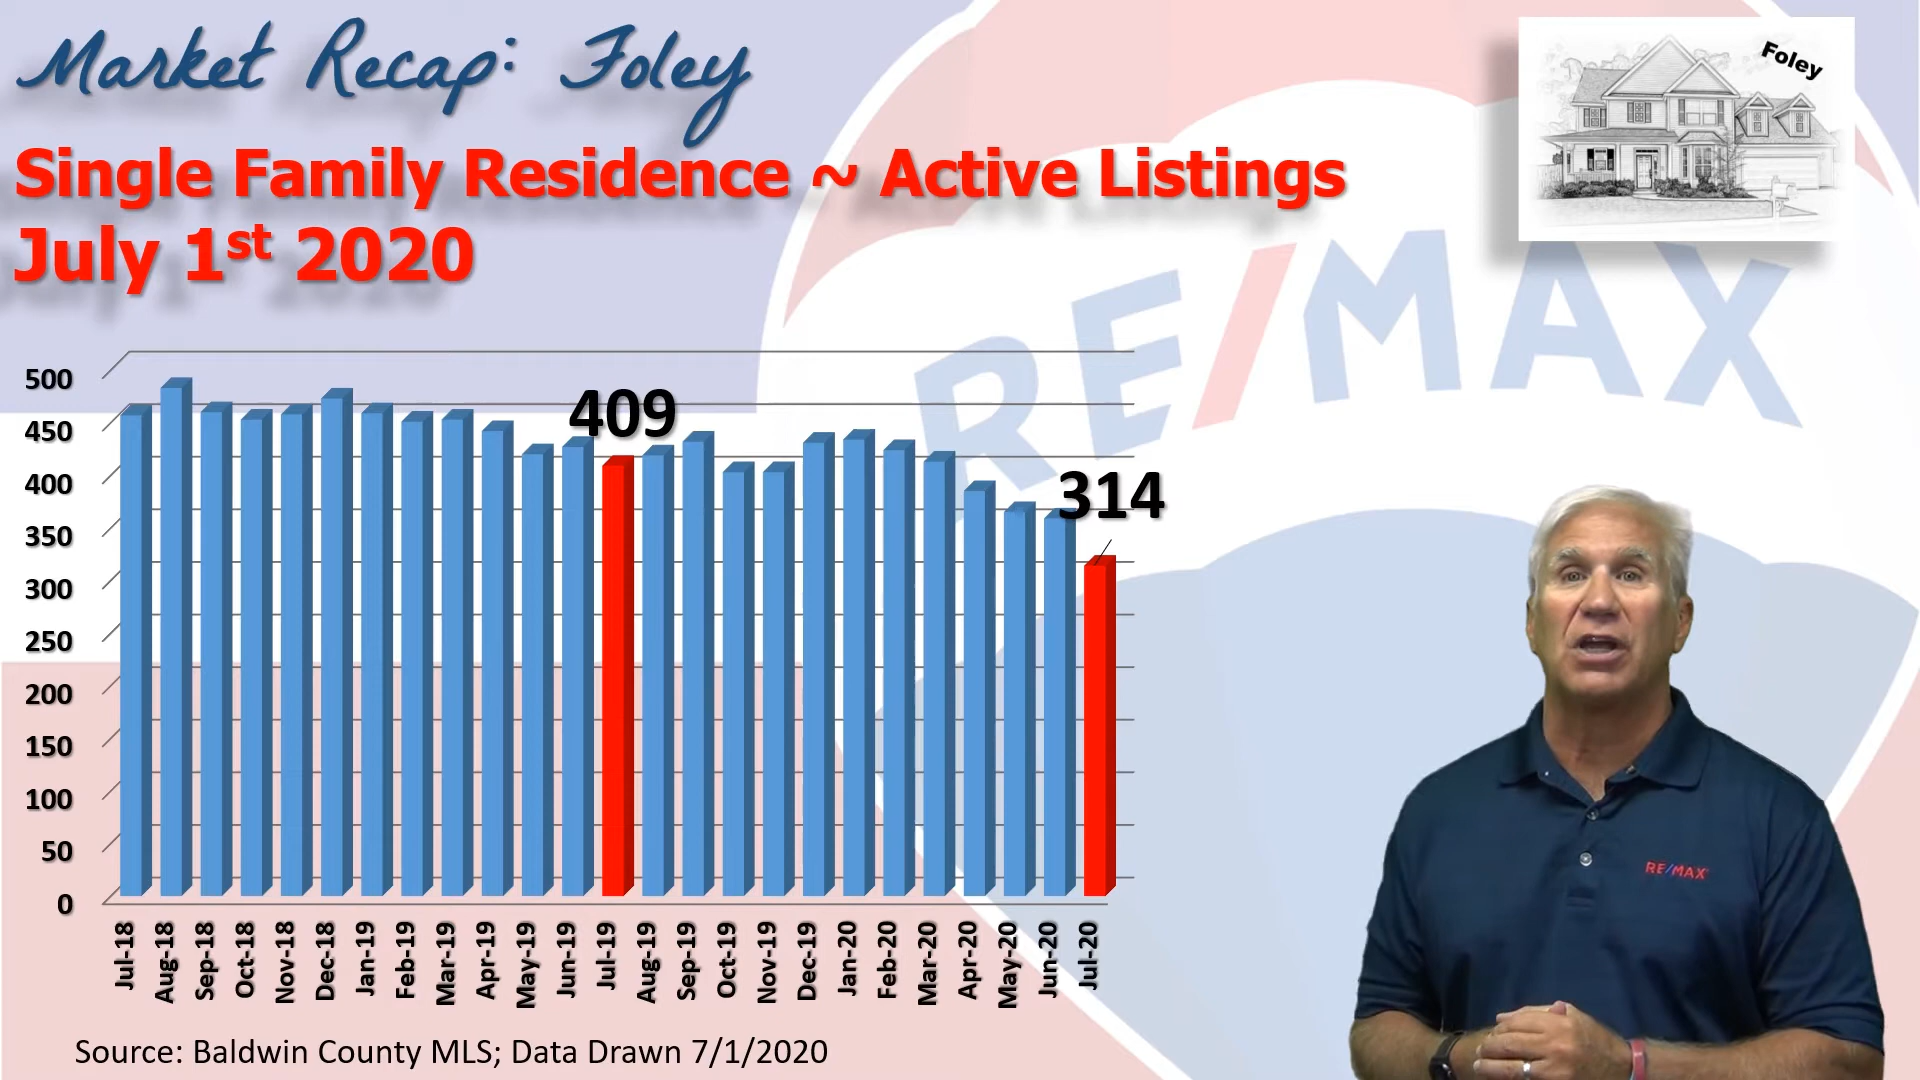 Market Recap: Foley
Foley
Single Family Residence ~ Active Listings
July 1st 2020
RE/MAX
500
450
400
350
300
250
200
150
100
50
0
409
314
Jul-18
Aug-18
Sep-18
Oct-18
Nov-18
Dec-18
Jan-19
Feb-19
Mar-19
Apr-19
May-19
Jun-19
Jul-19
Aug-19
Sep-19
Oct-19
Nov-19
Dec-19
Jan-20
Feb-20
Mar-20
Apr-20
May-20
Jun-20
Jul-20
RE/MAX
Source: Baldwin County MLS; Data Drawn 7/1/2020